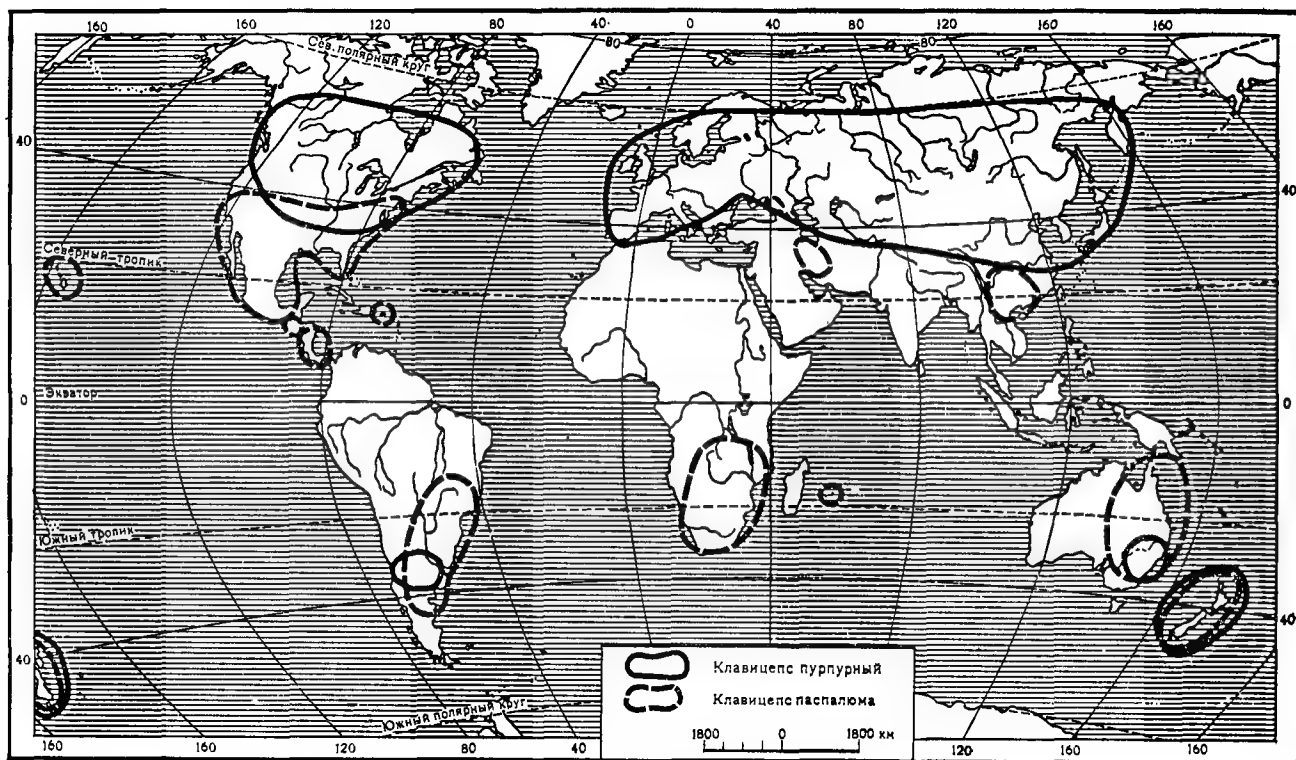 160 160 120 80 40 0 40 80 120 160 160
Сев. полярный круг
80 80
40 40
Северный тропик
0 Экватор 0
Южный тропик
40 40
Клавицепс пурпурный
Клавицепс паспалюма
Южный полярный круг
1800 0 1800 км
160 160 120 80 40 120 160 160